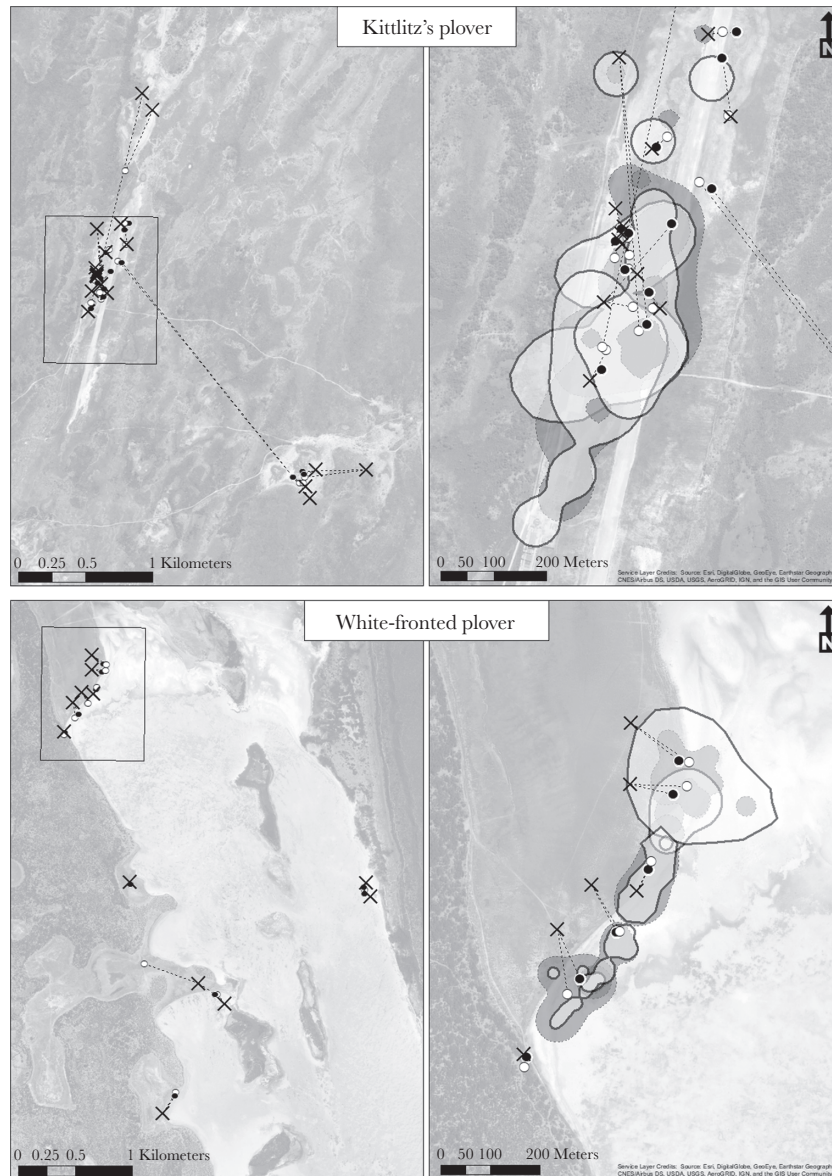 Kittlitz's plover
N
0 0.25 0.5 1 Kilometers
0 50 100 200 Meters
Service Layer Credits: Source: Esri, DigitalGlobe, GeoEye, Earthstar Geograph
CNES/Airbus DS, USDA, USGS, AeroGRID, IGN, and the GIS User Community
White-fronted plover
N
0 0.25 0.5 1 Kilometers
0 50 100 200 Meters
Service Layer Credits: Source: Esri, DigitalGlobe, GeoEye, Earthstar Geograph
CNES/Airbus DS, USDA, USGS, AeroGRID, IGN, and the GIS User Community